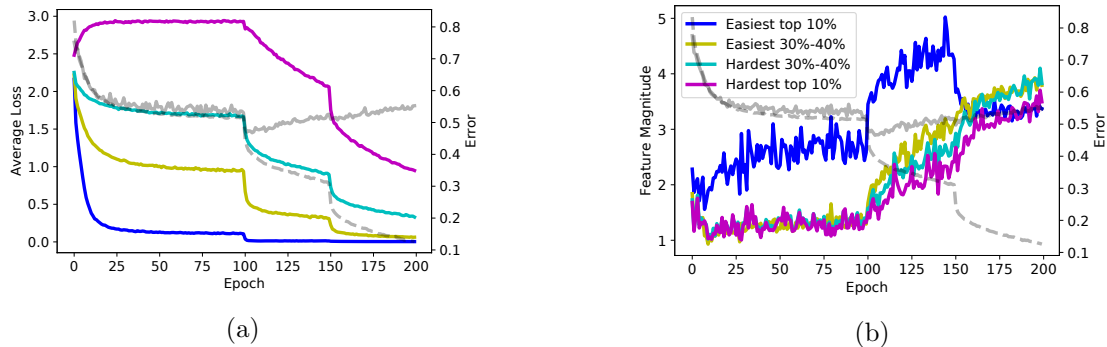 3.0
2.5
2.0
1.5
1.0
0.5
0.0
Average Loss
0 25 50 75 100 125 150 175 200
Epoch
0.8
0.7
0.6
0.5
0.4
0.3
0.2
0.1
Error
(a)
5
4
3
2
1
Feature Magnitude
Easiest top 10%
Easiest 30%-40%
Hardest 30%-40%
Hardest top 10%
0 25 50 75 100 125 150 175 200
Epoch
0.8
0.7
0.6
0.5
0.4
0.3
0.2
0.1
Error
(b)